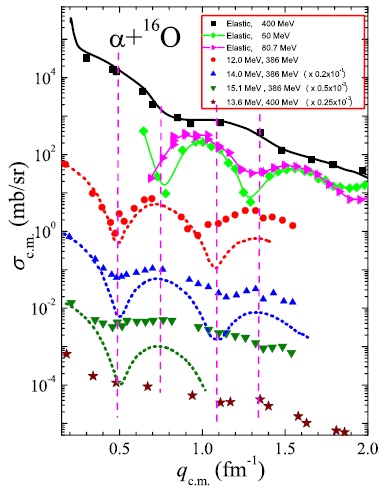 α+¹⁶O
Elastic, 400 MeV
Elastic, 50 MeV
Elastic, 80.7 MeV
12.0 MeV, 386 MeV
14.0 MeV, 386 MeV ( x 0.2x10⁻¹)
15.1 MeV , 386 MeV ( x 0.5x10⁻³)
13.6 MeV, 400 MeV ( x 0.25x10⁻³)
σc.m. (mb/sr)
10⁴
10²
10⁰
10⁻²
10⁻⁴
0.5 1.0 1.5 2.0
qc.m. (fm⁻¹)